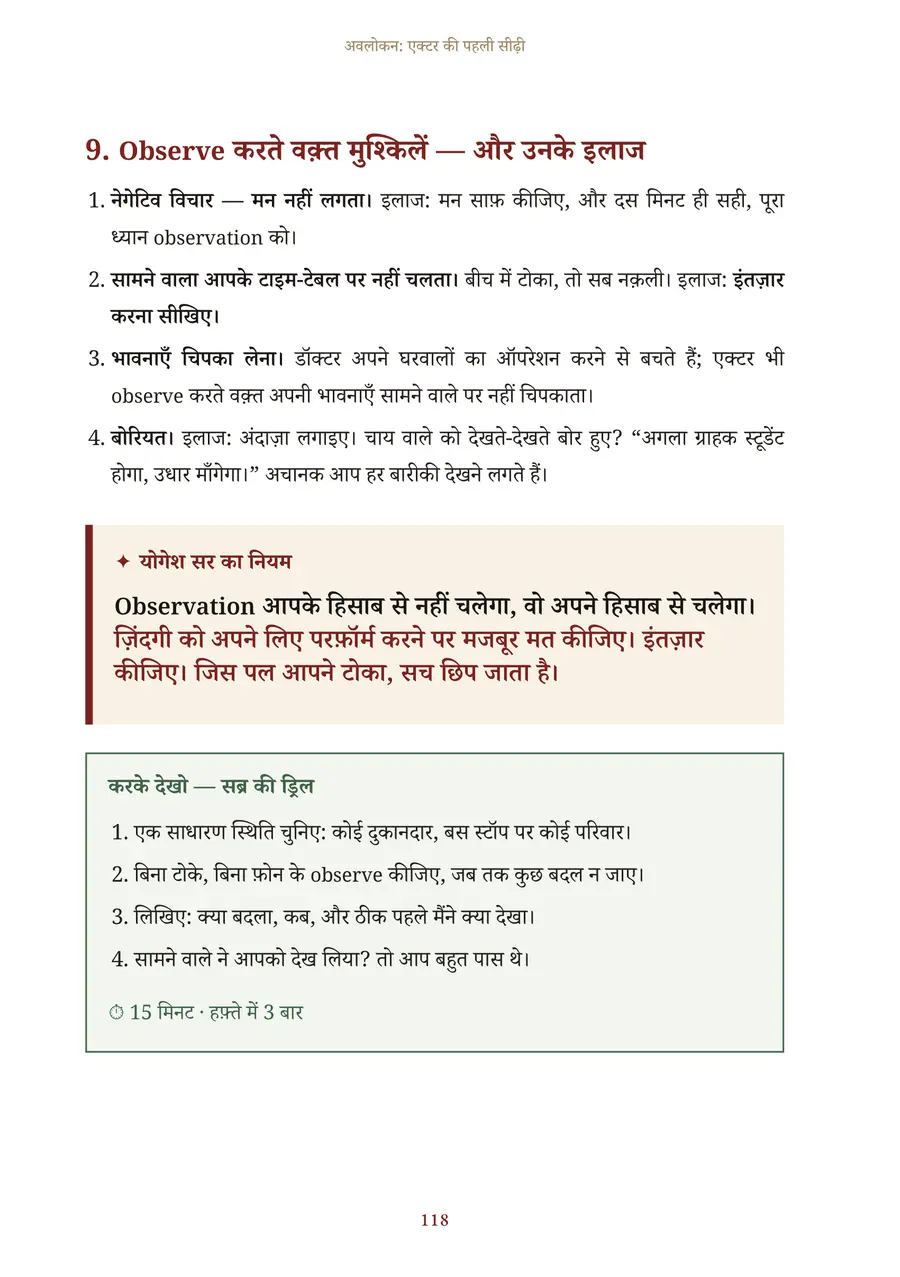 अवलोकन: एक्टर की पहली सीढ़ी
9. Observe करते वक़्त मुश्किलें — और उनके इलाज
1. नेगेटिव विचार — मन नहीं लगता। इलाज: मन साफ़ कीजिए, और दस मिनट ही सही, पूरा
ध्यान observation को।
2. सामने वाला आपके टाइम-टेबल पर नहीं चलता। बीच में टोका, तो सब नक़ली। इलाज: इंतज़ार
करना सीखिए।
3. भावनाएँ चिपका लेना। डॉक्टर अपने घरवालों का ऑपरेशन करने से बचते हैं; एक्टर भी
observe करते वक़्त अपनी भावनाएँ सामने वाले पर नहीं चिपकाता।
4. बोरियत। इलाज: अंदाज़ा लगाइए। चाय वाले को देखते-देखते बोर हुए? “अगला ग्राहक स्टूडेंट
होगा, उधार माँगेगा।” अचानक आप हर बारीकी देखने लगते हैं।
✦ योगेश सर का नियम
Observation आपके हिसाब से नहीं चलेगा, वो अपने हिसाब से चलेगा।
ज़िंदगी को अपने लिए परफ़ॉर्म करने पर मजबूर मत कीजिए। इंतज़ार
कीजिए। जिस पल आपने टोका, सच छिप जाता है।
करके देखो — सब्र की ड्रिल
1. एक साधारण स्थिति चुनिए: कोई दुकानदार, बस स्टॉप पर कोई परिवार।
2. बिना टोके, बिना फ़ोन के observe कीजिए, जब तक कुछ बदल न जाए।
3. लिखिए: क्या बदला, कब, और ठीक पहले मैंने क्या देखा।
4. सामने वाले ने आपको देख लिया? तो आप बहुत पास थे।
⏱ 15 मिनट · हफ़्ते में 3 बार
118